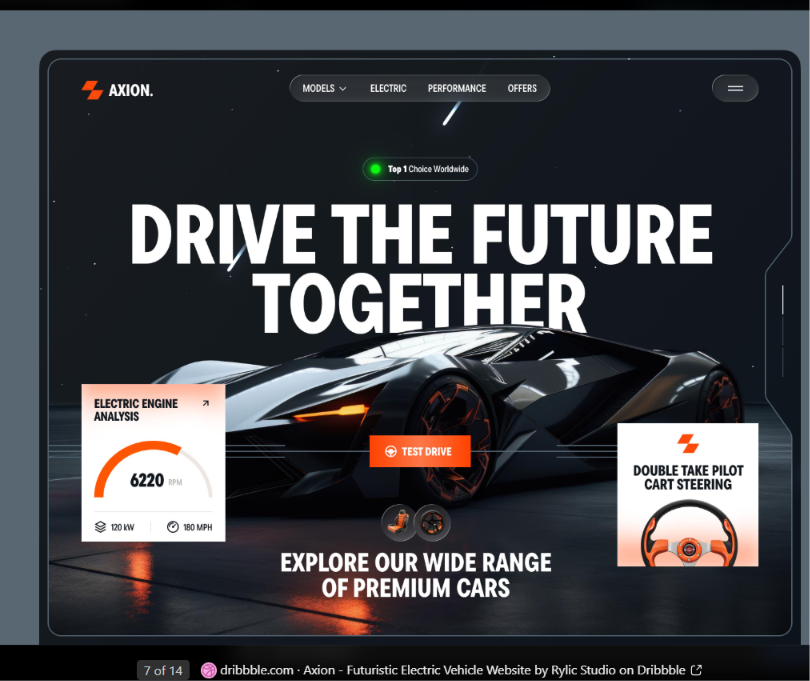 AXION.
MODELS
ELECTRIC
PERFORMANCE
OFFERS
Top 1 Choice Worldwide
DRIVE THE FUTURE
TOGETHER
ELECTRIC ENGINE
ANALYSIS
6220 RPM
120 kW
180 MPH
TEST DRIVE
DOUBLE TAKE PILOT
CART STEERING
EXPLORE OUR WIDE RANGE
OF PREMIUM CARS
7 of 14
dribbble.com · Axion - Futuristic Electric Vehicle Website by Rylic Studio on Dribbble